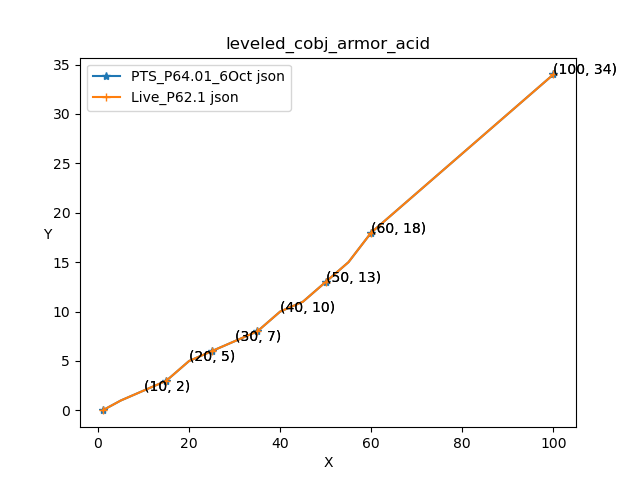 leveled_cobj_armor_acid
PTS_P64.01_6Oct json
Live_P62.1 json
35
30
25
20
15
10
5
0
Y
(100, 34)
(60, 18)
(50, 13)
(40, 10)
(30, 7)
(20, 5)
(10, 2)
0 20 40 60 80 100
X